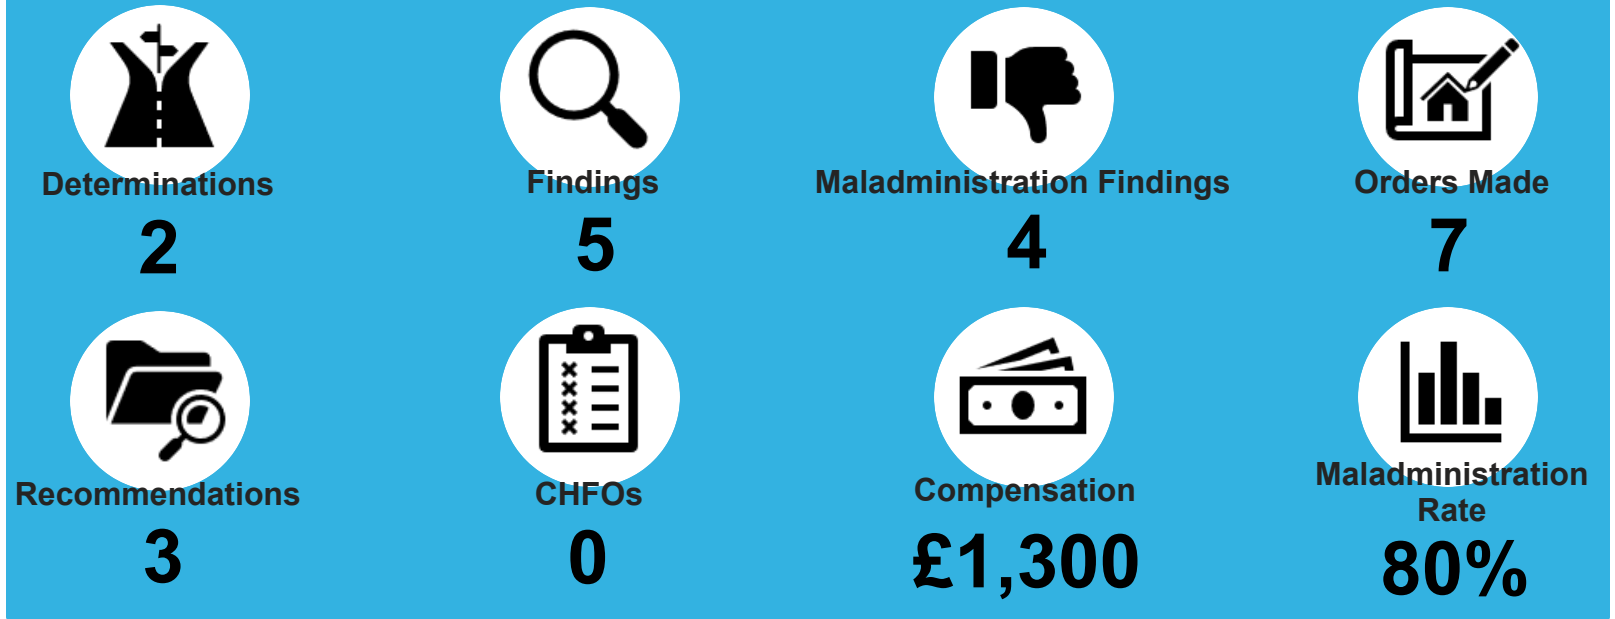 Determinations
2
Findings
5
Maladministration Findings
4
Orders Made
7
Recommendations
3
CHFOs
0
Compensation
£1,300
Maladministration
Rate
80%